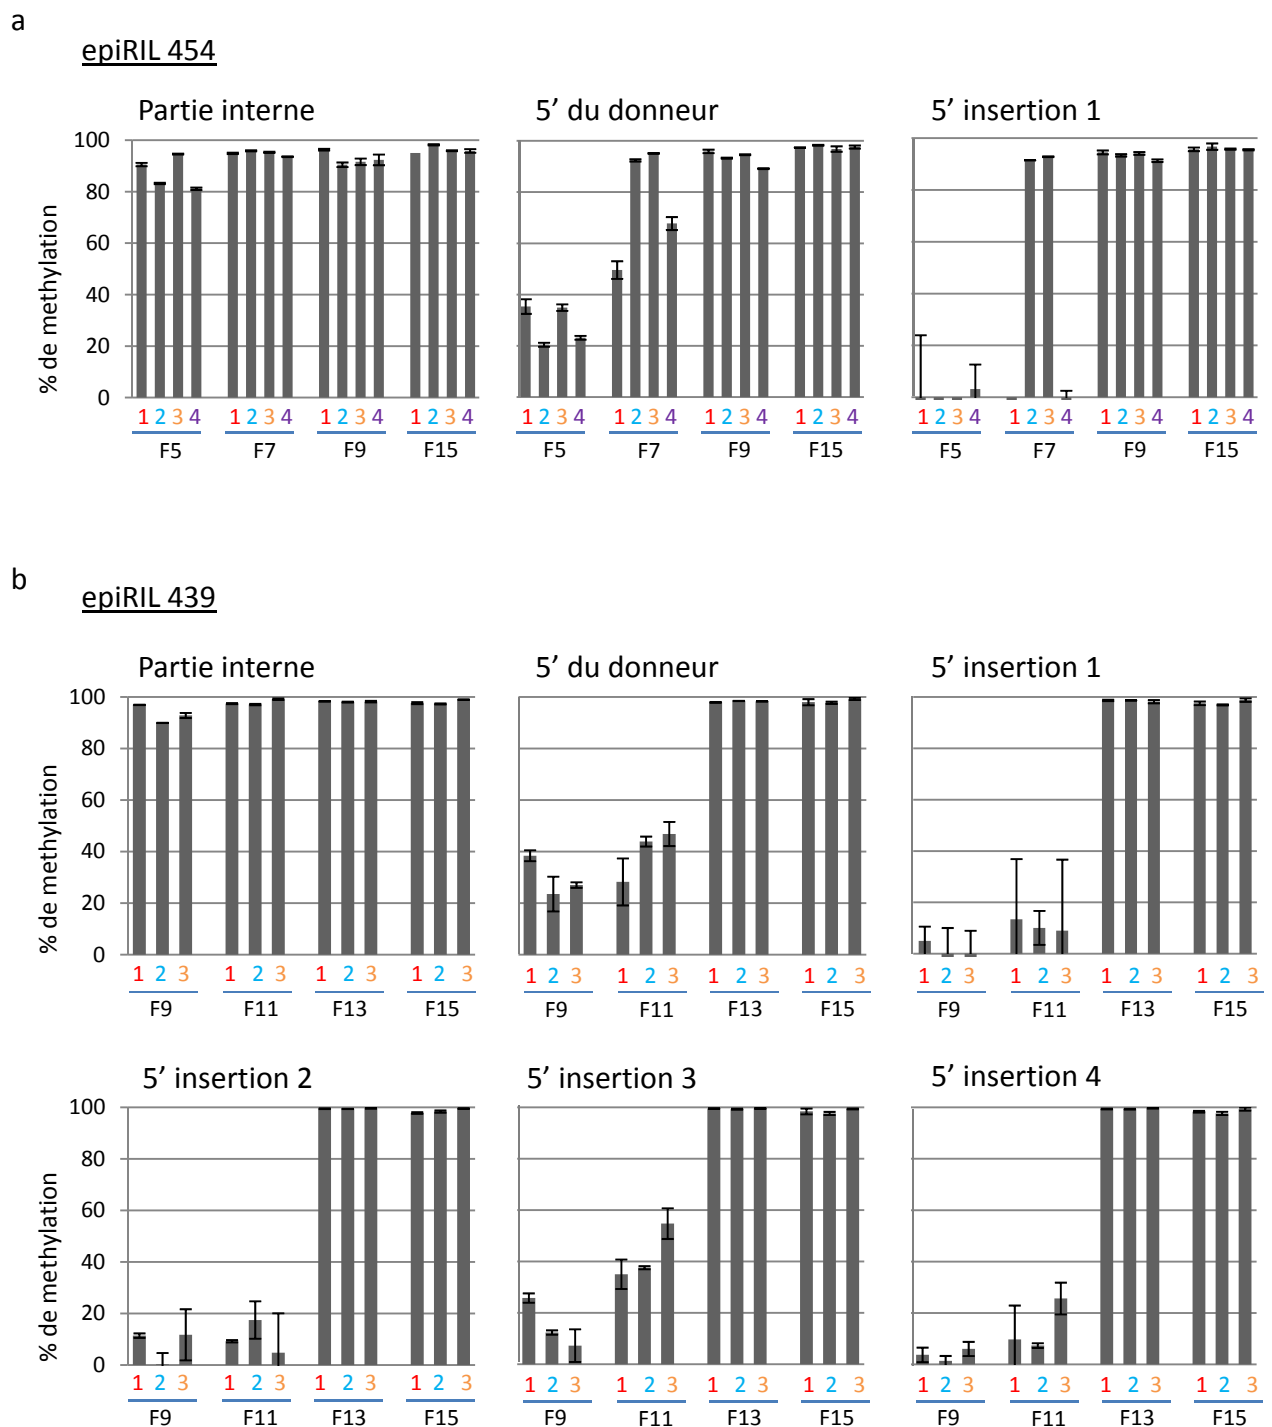 a
epiRIL 454
Partie interne
5’ du donneur
5’ insertion 1
% de methylation
100
80
60
40
20
0
1 2 3 4 1 2 3 4 1 2 3 4 1 2 3 4
F5 F7 F9 F15
1 2 3 4 1 2 3 4 1 2 3 4 1 2 3 4
F5 F7 F9 F15
1 2 3 4 1 2 3 4 1 2 3 4 1 2 3 4
F5 F7 F9 F15
b
epiRIL 439
Partie interne
5’ du donneur
5’ insertion 1
% de methylation
100
80
60
40
20
0
1 2 3 1 2 3 1 2 3 1 2 3
F9 F11 F13 F15
1 2 3 1 2 3 1 2 3 1 2 3
F9 F11 F13 F15
1 2 3 1 2 3 1 2 3 1 2 3
F9 F11 F13 F15
5’ insertion 2
5’ insertion 3
5’ insertion 4
% de methylation
100
80
60
40
20
0
1 2 3 1 2 3 1 2 3 1 2 3
F9 F11 F13 F15
1 2 3 1 2 3 1 2 3 1 2 3
F9 F11 F13 F15
1 2 3 1 2 3 1 2 3 1 2 3
F9 F11 F13 F15